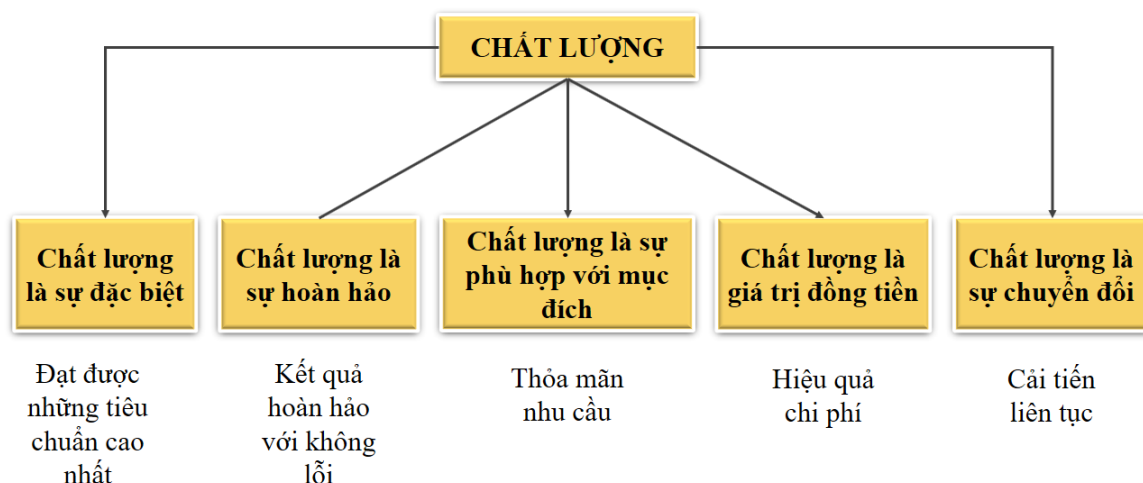 CHẤT LƯỢNG
Chất lượng
là sự đặc biệt
Chất lượng là
sự hoàn hảo
Chất lượng là sự
phù hợp với mục
đích
Chất lượng là
giá trị đồng tiền
Chất lượng là
sự chuyển đổi
Đạt được
những tiêu
chuẩn cao
nhất
Kết quả
hoàn hảo
với không
lỗi
Thỏa mãn
nhu cầu
Hiệu quả
chi phí
Cải tiến
liên tục